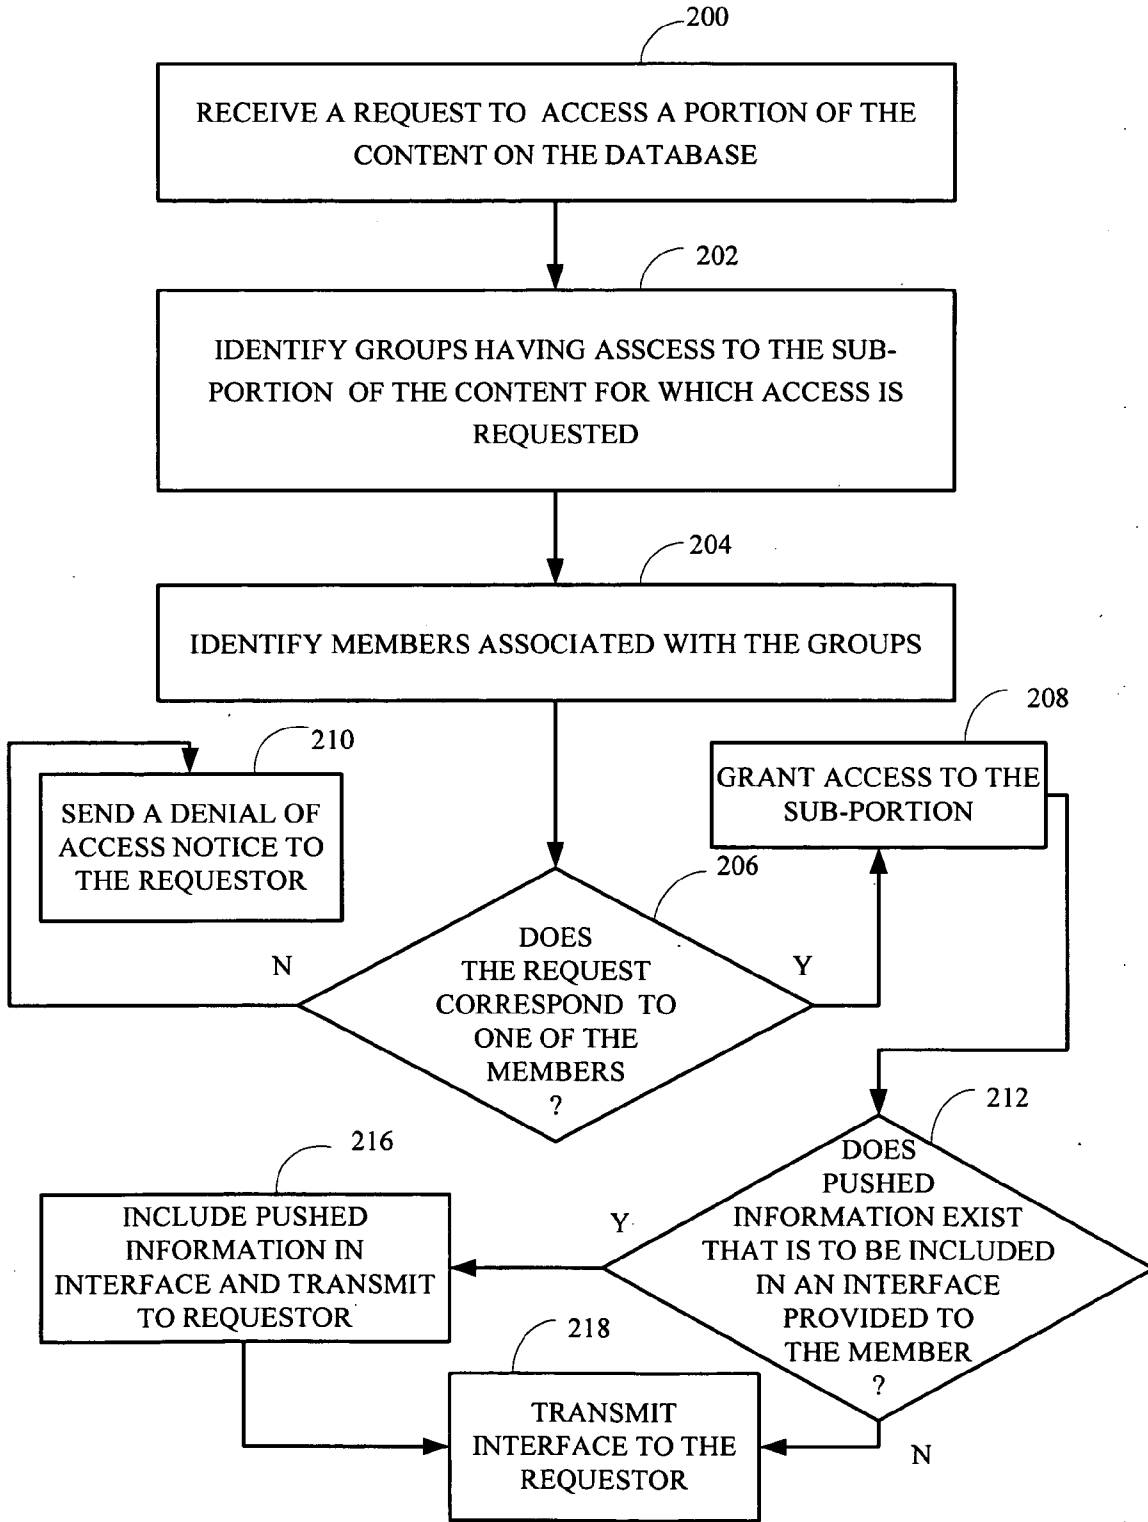 200
RECEIVE A REQUEST TO ACCESS A PORTION OF THE
CONTENT ON THE DATABASE
202
IDENTIFY GROUPS HAVING ASSCESS TO THE SUB-
PORTION OF THE CONTENT FOR WHICH ACCESS IS
REQUESTED
204
IDENTIFY MEMBERS ASSOCIATED WITH THE GROUPS
208
GRANT ACCESS TO THE
SUB-PORTION
210
SEND A DENIAL OF
ACCESS NOTICE TO
THE REQUESTOR
206
DOES
THE REQUEST
CORRESPOND TO
ONE OF THE
MEMBERS
?
N
Y
212
DOES
PUSHED
INFORMATION EXIST
THAT IS TO BE INCLUDED
IN AN INTERFACE
PROVIDED TO
THE MEMBER
?
Y
N
216
INCLUDE PUSHED
INFORMATION IN
INTERFACE AND TRANSMIT
TO REQUESTOR
218
TRANSMIT
INTERFACE TO THE
REQUESTOR